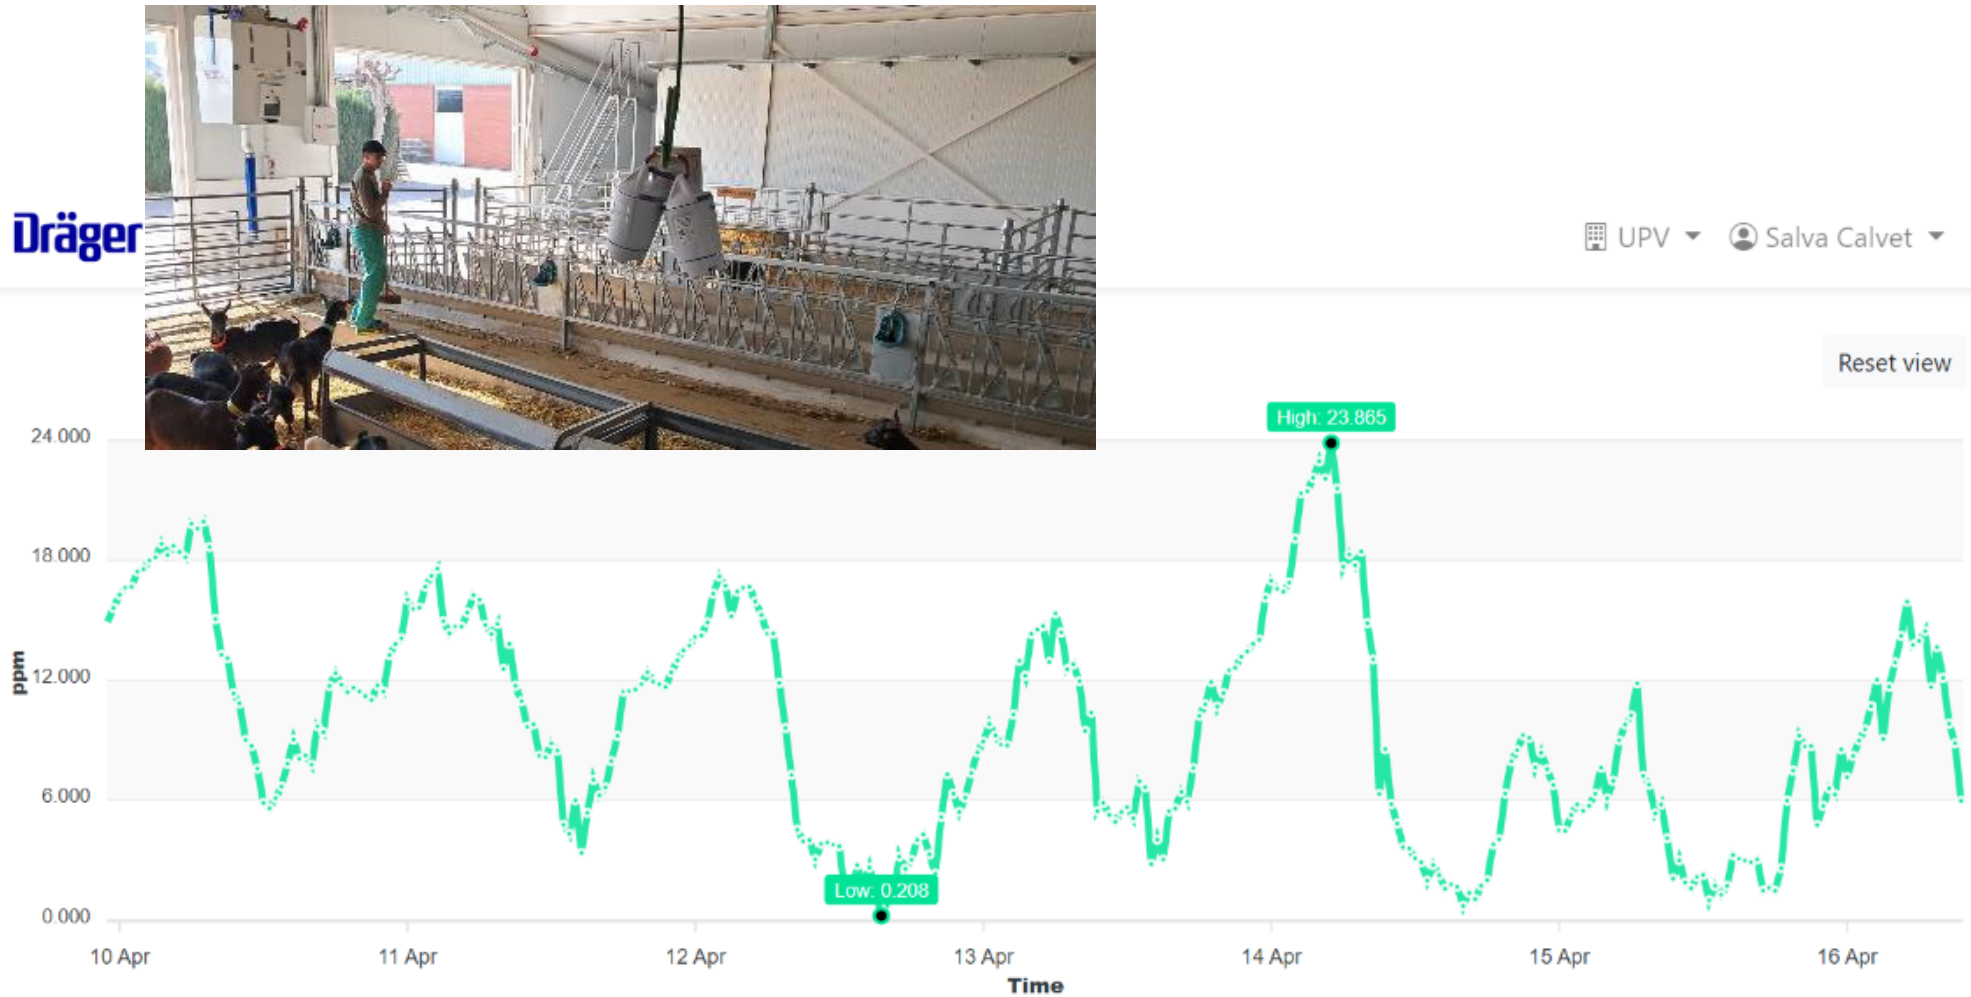 Dräger
UPV
Salva Calvet
Reset view
High: 23.865
24.000
18.000
12.000
6.000
0.000
ppm
Low: 0.208
10 Apr
11 Apr
12 Apr
13 Apr
14 Apr
15 Apr
16 Apr
Time